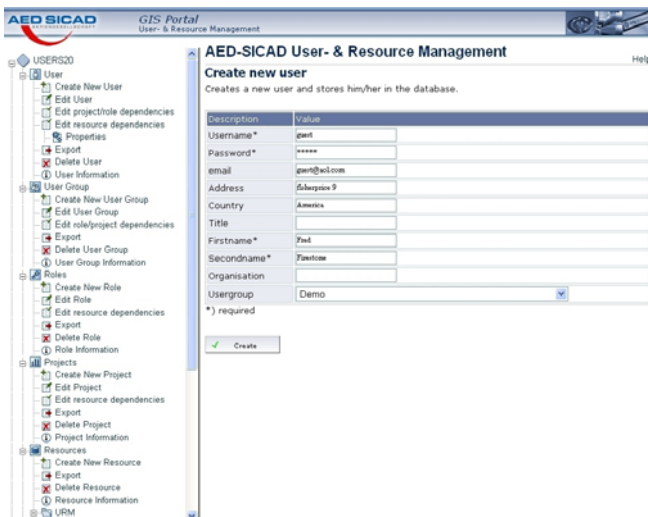 AED SICAD
AKTIENGESELLSCHAFT
GIS Portal
User- & Resource Management
USERS20
User
Create New User
Edit User
Edit project/role dependencies
Edit resource dependencies
Properties
Export
Delete User
User Information
User Group
Create New User Group
Edit User Group
Edit role/project dependencies
Export
Delete User Group
User Group Information
Roles
Create New Role
Edit Role
Edit resource dependencies
Export
Delete Role
Role Information
Projects
Create New Project
Edit Project
Edit resource dependencies
Export
Delete Project
Project Information
Resources
Create New Resource
Export
Delete Resource
Resource Information
URM
AED-SICAD User- & Resource Management
Help
Create new user
Creates a new user and stores him/her in the database.
Description Value
Username* guest
Password* *****
email guest@aol.com
Address fisherprice 9
Country America
Title
Firstname* Fred
Secondname* Firestone
Organisation
Usergroup Demo
*) required
Create